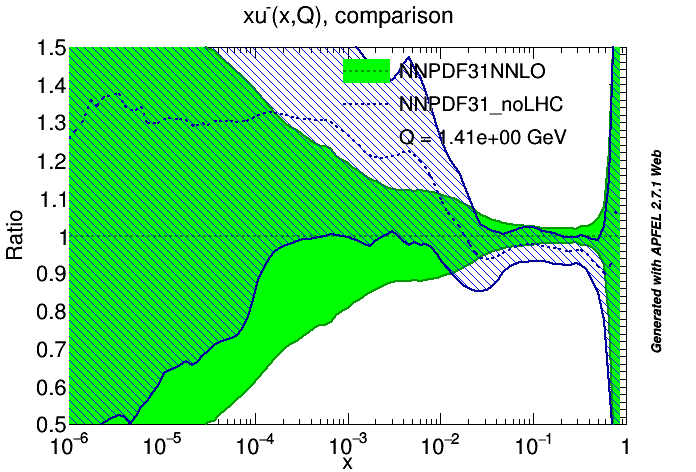 xu⁻(x,Q), comparison
1.5
1.4
1.3
1.2
1.1
1
0.9
0.8
0.7
0.6
0.5
Ratio
NNPDF31NNLO
NNPDF31_noLHC
Q = 1.41e+00 GeV
10⁻⁶ 10⁻⁵ 10⁻⁴ 10⁻³ 10⁻² 10⁻¹ 1
x
Generated with APFEL 2.7.1 Web